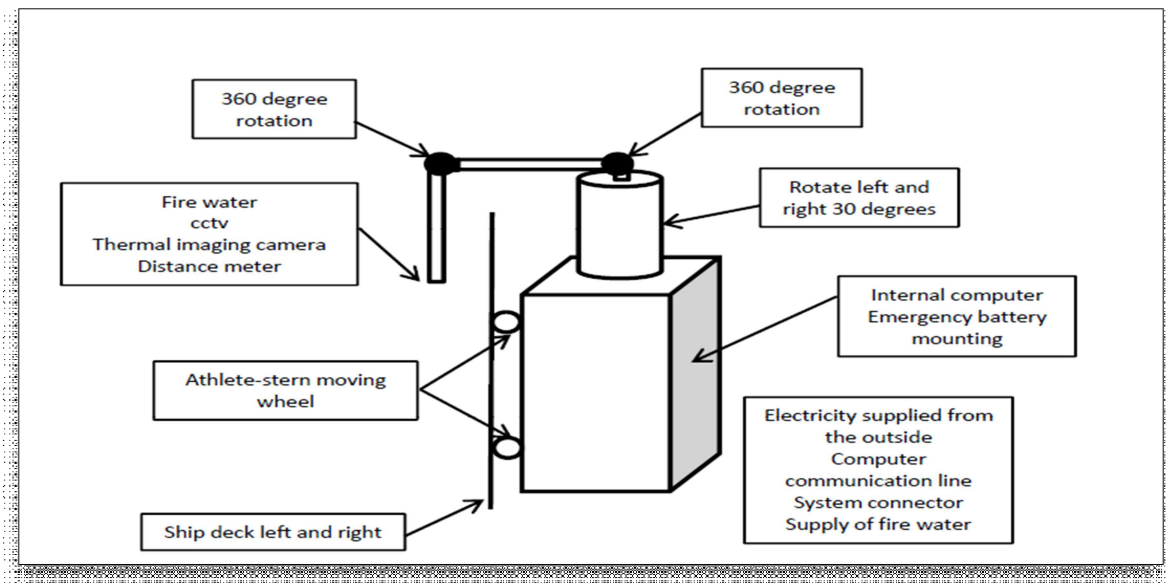 360 degree
rotation
360 degree
rotation
Fire water
cctv
Thermal imaging camera
Distance meter
Rotate left and
right 30 degrees
Internal computer
Emergency battery
mounting
Athlete-stern moving
wheel
Electricity supplied from
the outside
Computer
communication line
System connector
Supply of fire water
Ship deck left and right